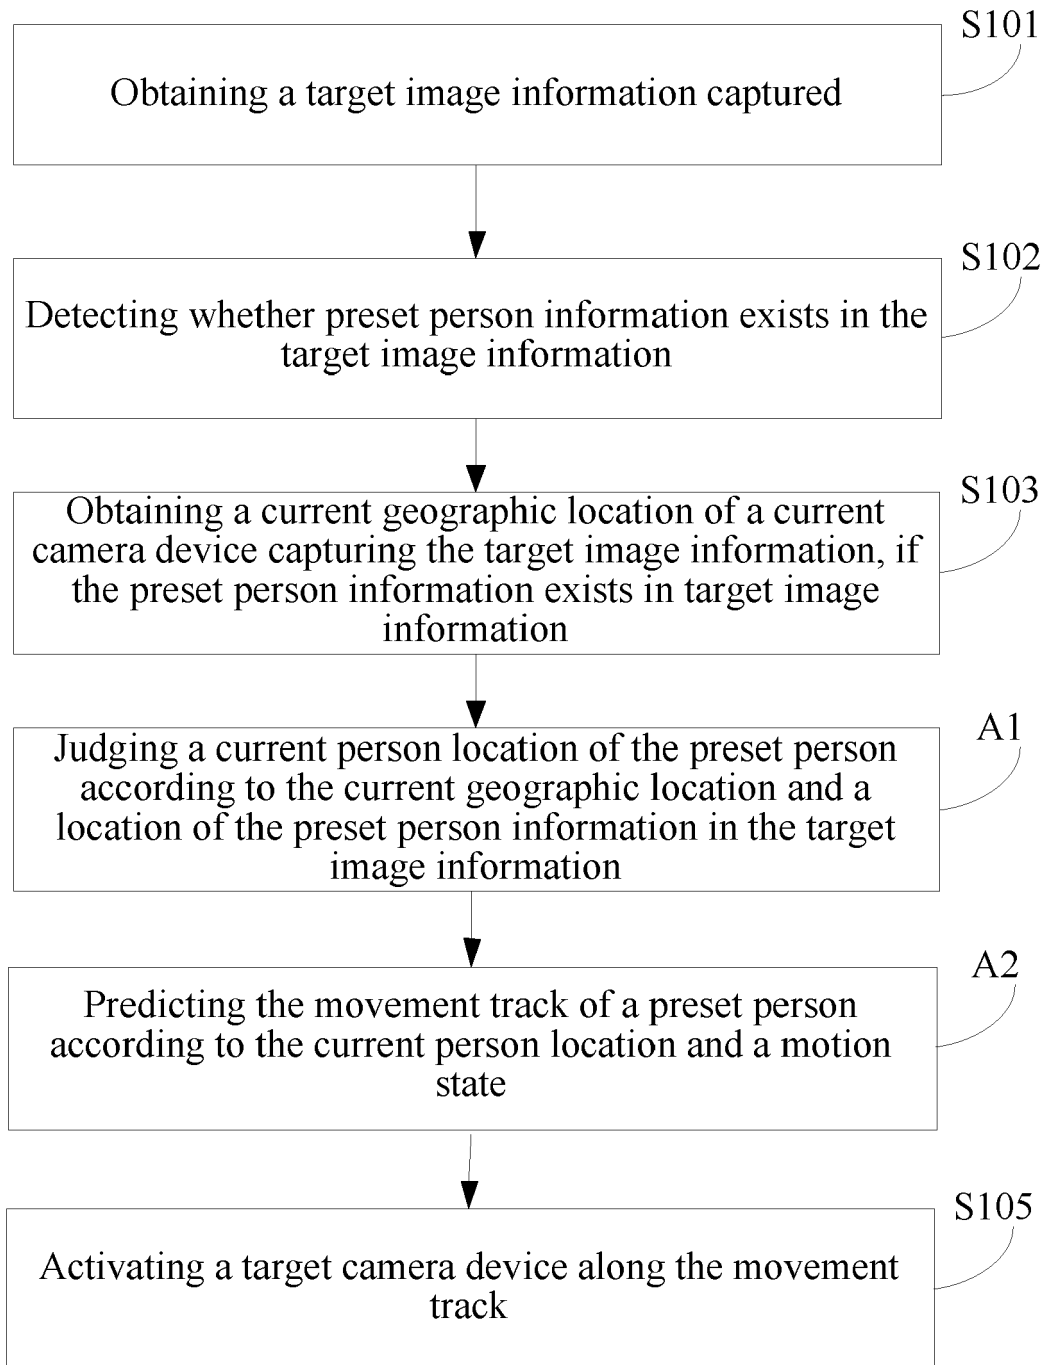 S101
Obtaining a target image information captured
S102
Detecting whether preset person information exists in the
target image information
S103
Obtaining a current geographic location of a current
camera device capturing the target image information, if
the preset person information exists in target image
information
A1
Judging a current person location of the preset person
according to the current geographic location and a
location of the preset person information in the target
image information
A2
Predicting the movement track of a preset person
according to the current person location and a motion
state
S105
Activating a target camera device along the movement
track